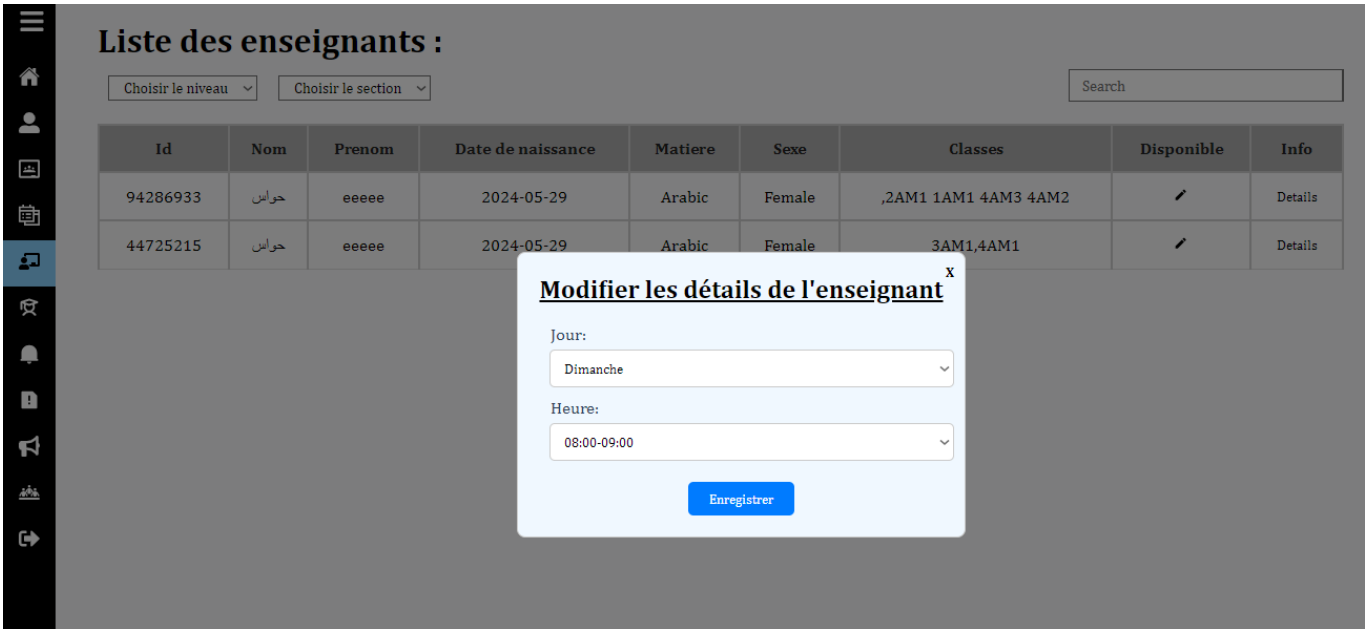 Liste des enseignants :
Choisir le niveau
Choisir le section
Search
Id Nom Prenom Date de naissance Matiere Sexe Classes Disponible Info
94286933 حواس eeeee 2024-05-29 Arabic Female ,2AM1 1AM1 4AM3 4AM2 Details
44725215 حواس eeeee 2024-05-29 Arabic Female 3AM1,4AM1 Details
x
Modifier les détails de l'enseignant
Jour:
Dimanche
Heure:
08:00-09:00
Enregistrer